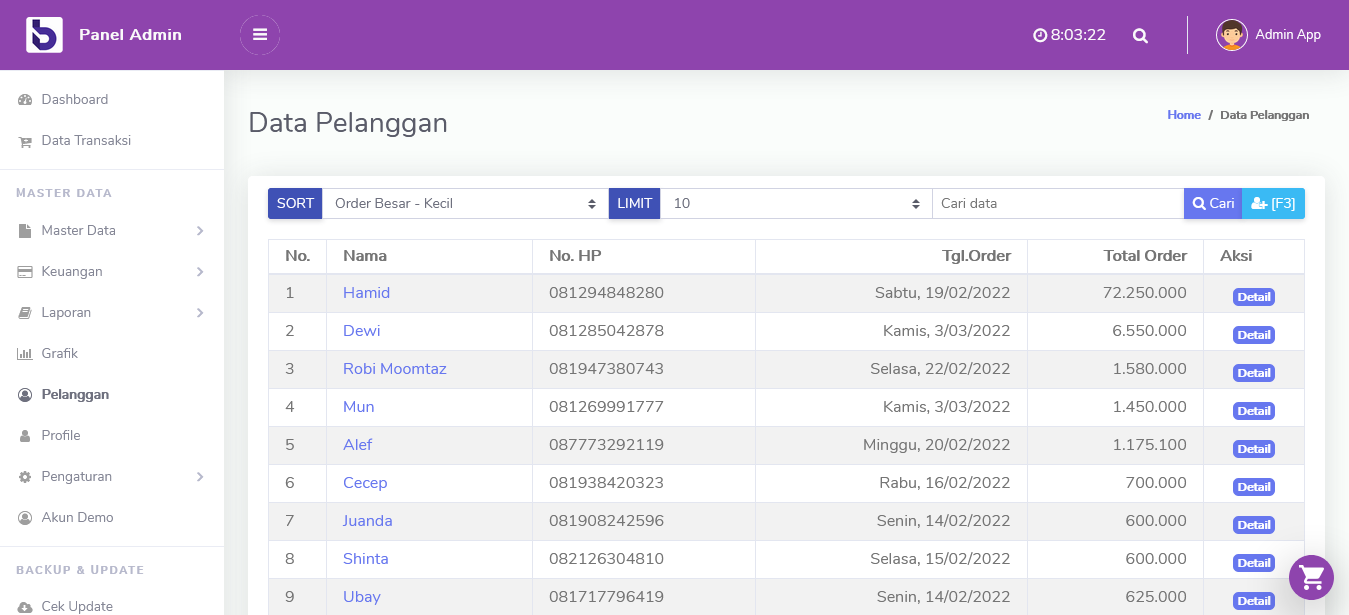 Panel Admin
8:03:22
Admin App
Dashboard
Data Transaksi
MASTER DATA
Master Data
Keuangan
Laporan
Grafik
Pelanggan
Profile
Pengaturan
Akun Demo
BACKUP & UPDATE
Cek Update
Data Pelanggan
Home / Data Pelanggan
SORT Order Besar - Kecil LIMIT 10 Cari data Cari [F3]
No. Nama No. HP Tgl.Order Total Order Aksi
1 Hamid 081294848280 Sabtu, 19/02/2022 72.250.000 Detail
2 Dewi 081285042878 Kamis, 3/03/2022 6.550.000 Detail
3 Robi Moomtaz 081947380743 Selasa, 22/02/2022 1.580.000 Detail
4 Mun 081269991777 Kamis, 3/03/2022 1.450.000 Detail
5 Alef 087773292119 Minggu, 20/02/2022 1.175.100 Detail
6 Cecep 081938420323 Rabu, 16/02/2022 700.000 Detail
7 Juanda 081908242596 Senin, 14/02/2022 600.000 Detail
8 Shinta 082126304810 Selasa, 15/02/2022 600.000 Detail
9 Ubay 081717796419 Senin, 14/02/2022 625.000 Detail